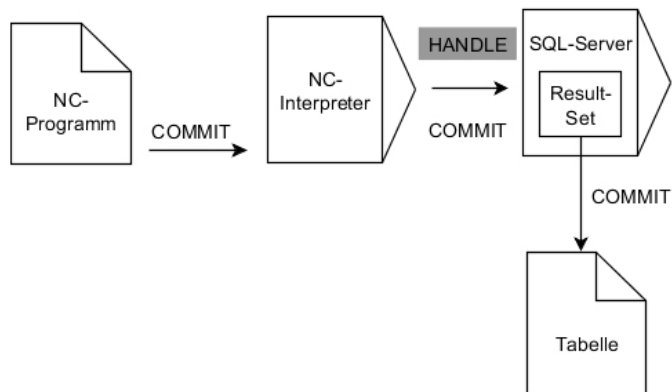 NC-
Programm
COMMIT
NC-
Interpreter
HANDLE
COMMIT
SQL-Server
Result-
Set
COMMIT
Tabelle